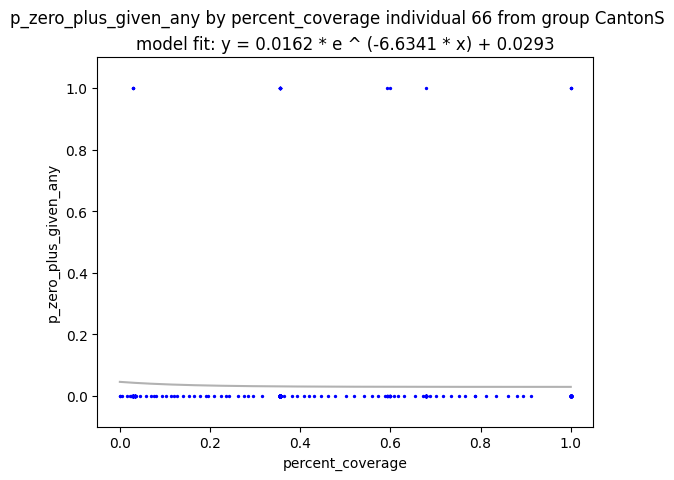 p_zero_plus_given_any by percent_coverage individual 66 from group CantonS
model fit: y = 0.0162 * e ^ (-6.6341 * x) + 0.0293
1.0
0.8
0.6
0.4
0.2
0.0
p_zero_plus_given_any
0.0 0.2 0.4 0.6 0.8 1.0
percent_coverage